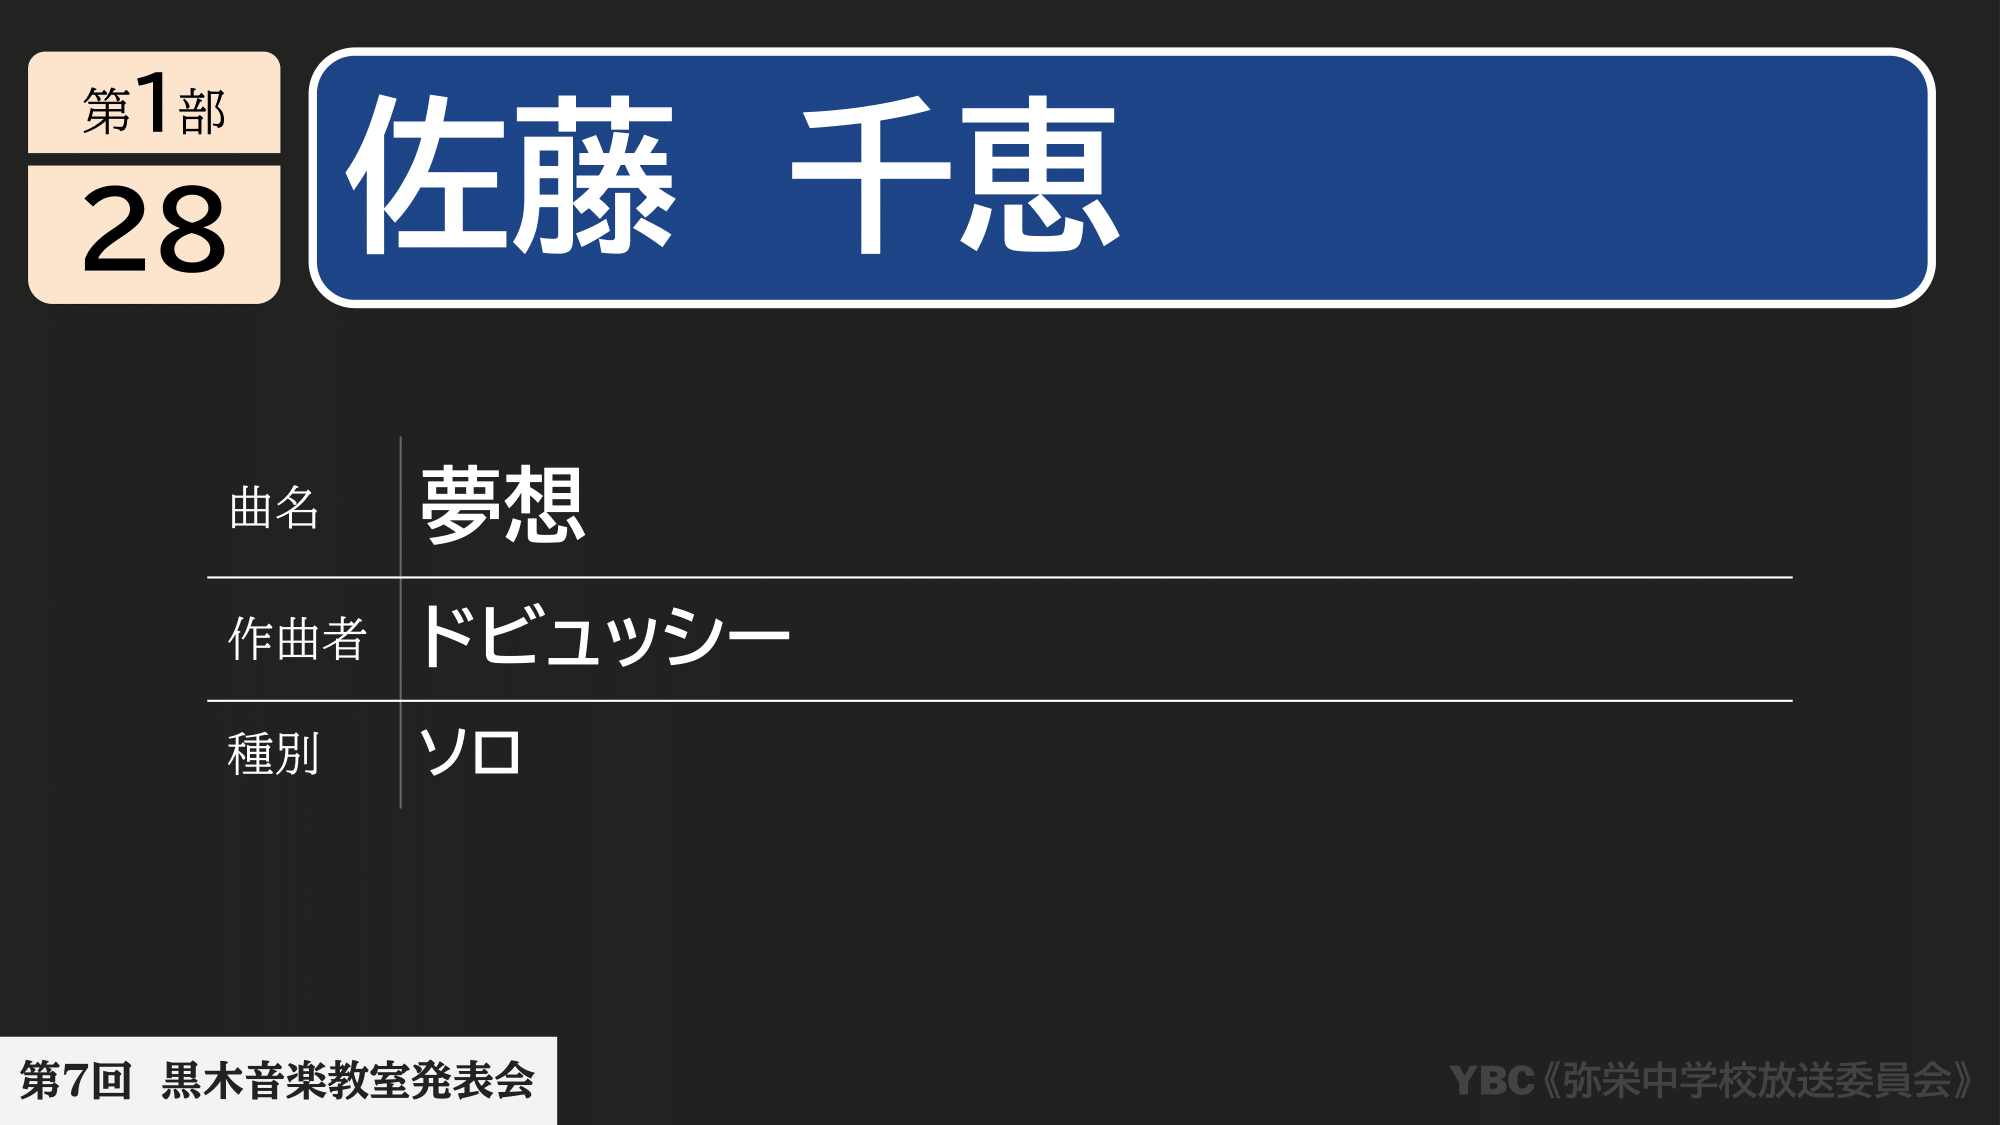 第1部
28
佐藤　千恵
曲名　夢想
作曲者　ドビュッシー
種別　ソロ
第7回　黒木音楽教室発表会
YBC《弥栄中学校放送委員会》